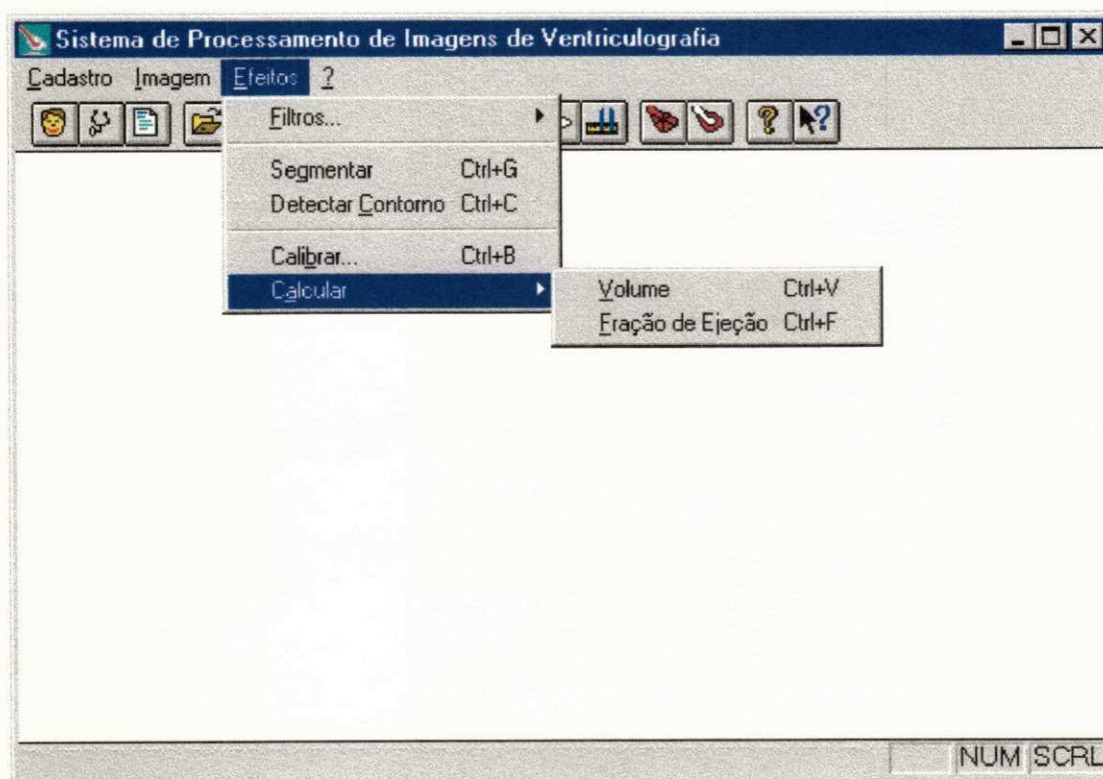 Sistema de Processamento de Imagens de Ventriculografia
Cadastro Imagem Efeitos ?
Filtros...
Segmentar Ctrl+G
Detectar Contorno Ctrl+C
Calibrar... Ctrl+B
Calcular
Volume Ctrl+V
Fração de Ejeção Ctrl+F
NUM SCRL